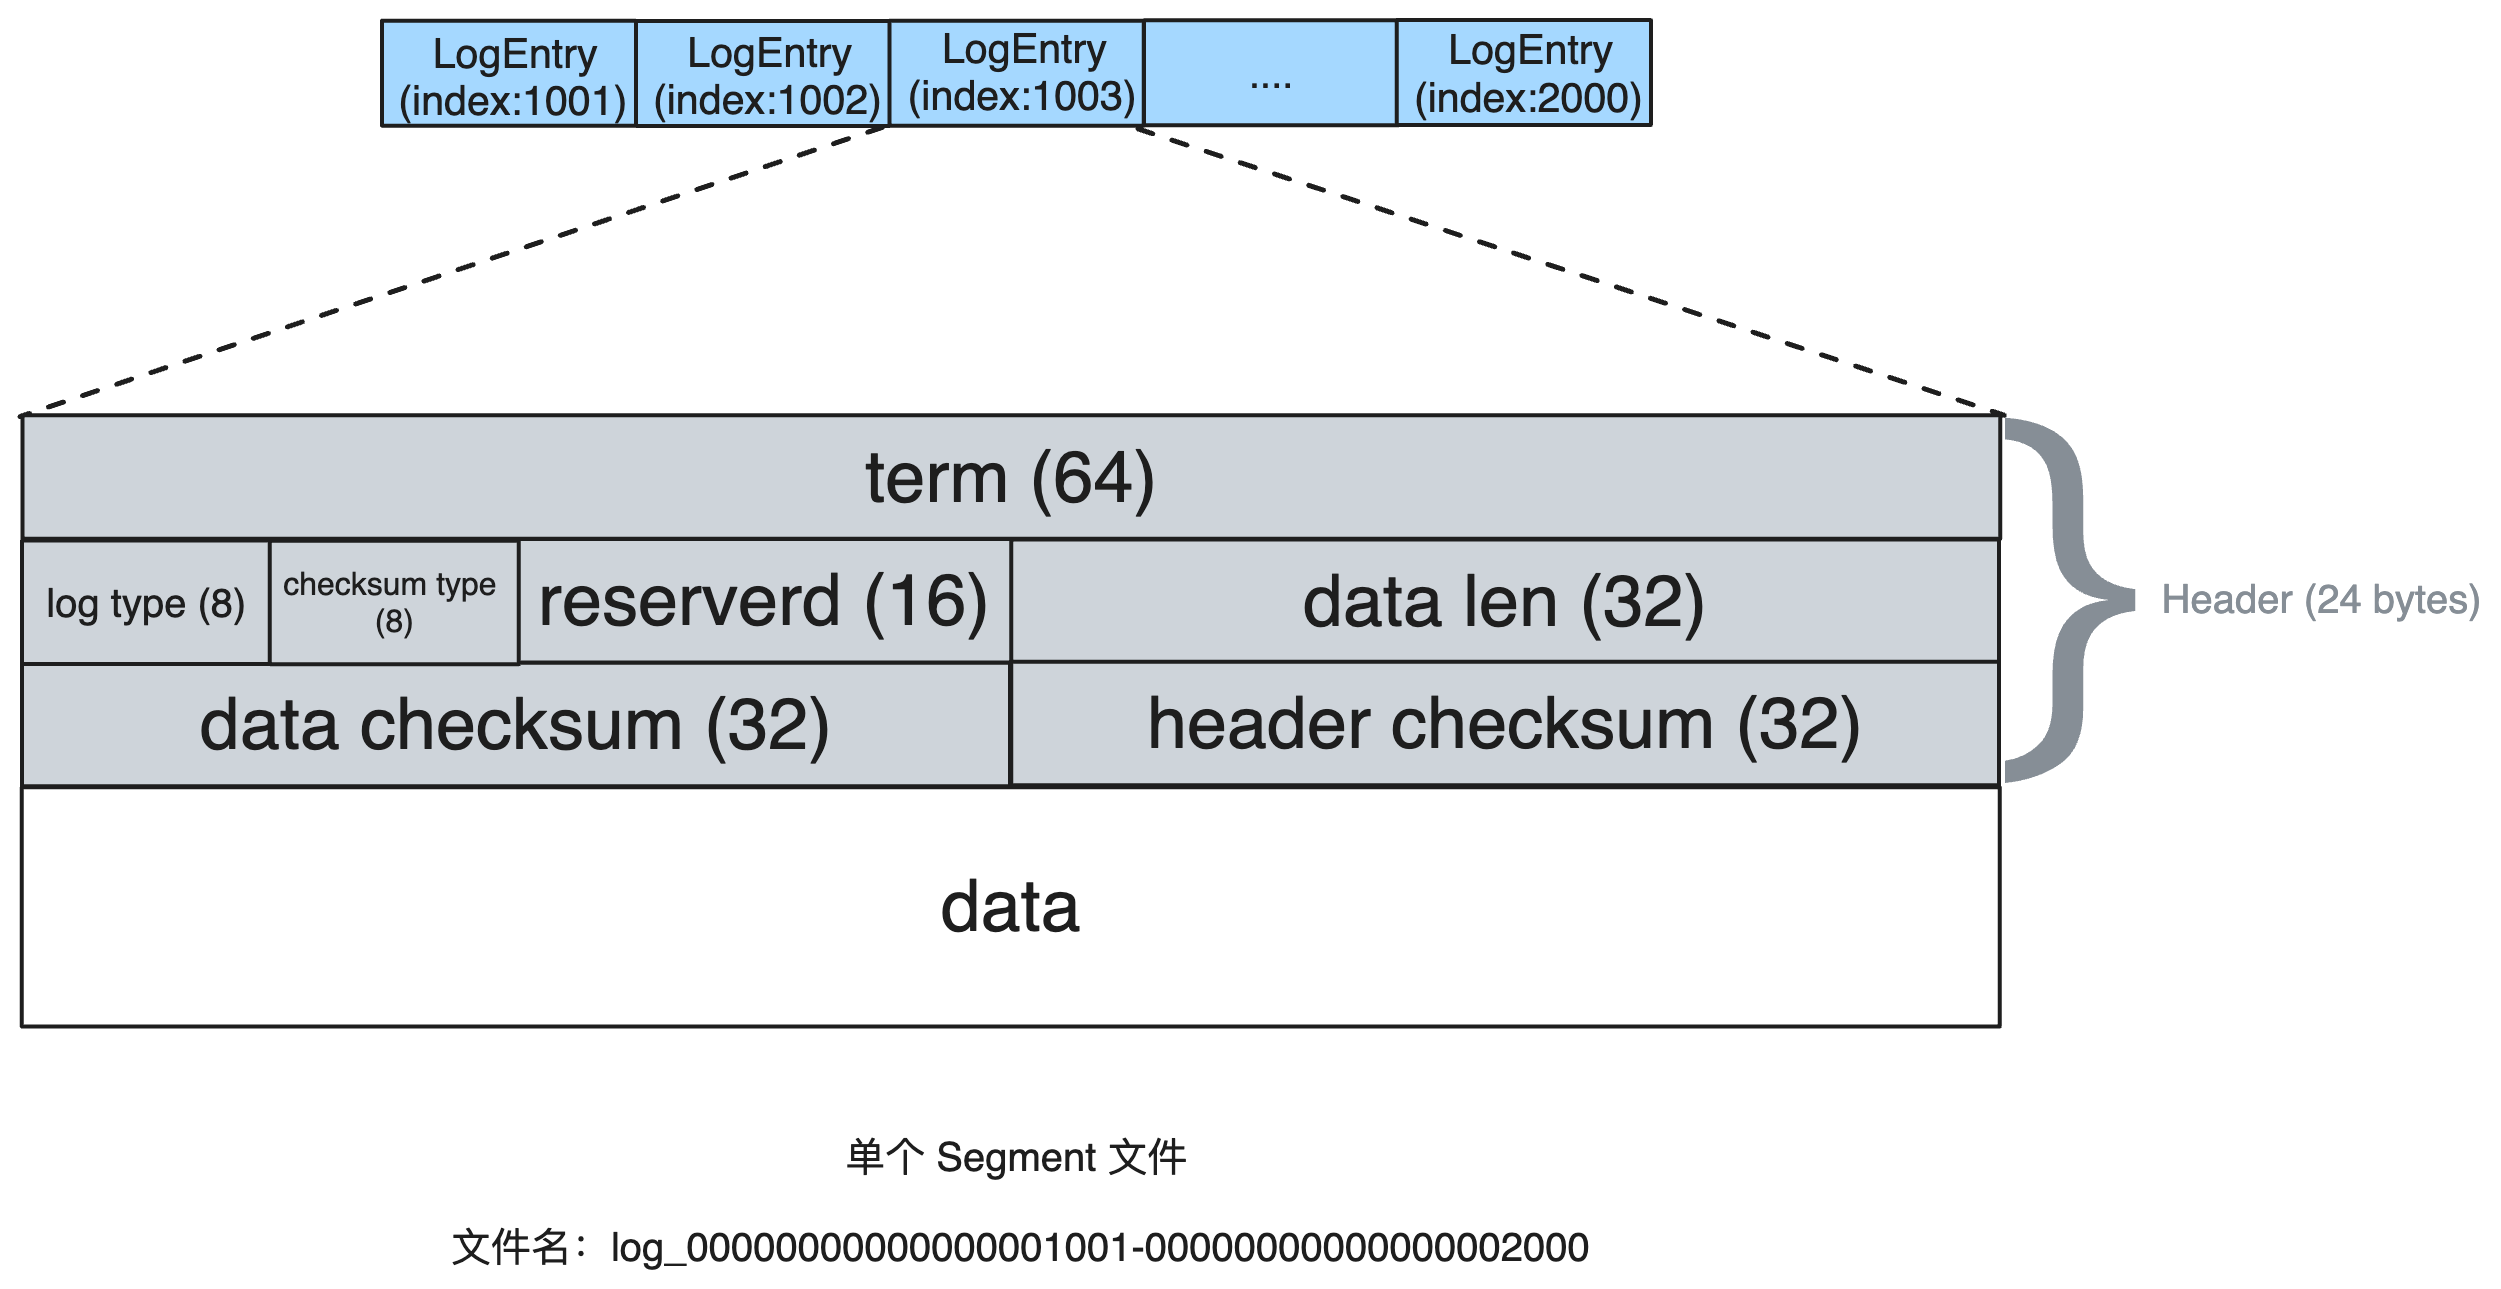 LogEntry
(index:1001)
LogEntry
(index:1002)
LogEntry
(index:1003)
....
LogEntry
(index:2000)
term (64)
log type (8)
checksum type
(8)
reserverd (16)
data len (32)
Header (24 bytes)
data checksum (32)
header checksum (32)
data
单个 Segment 文件
文件名：log_00000000000000001001-00000000000000002000